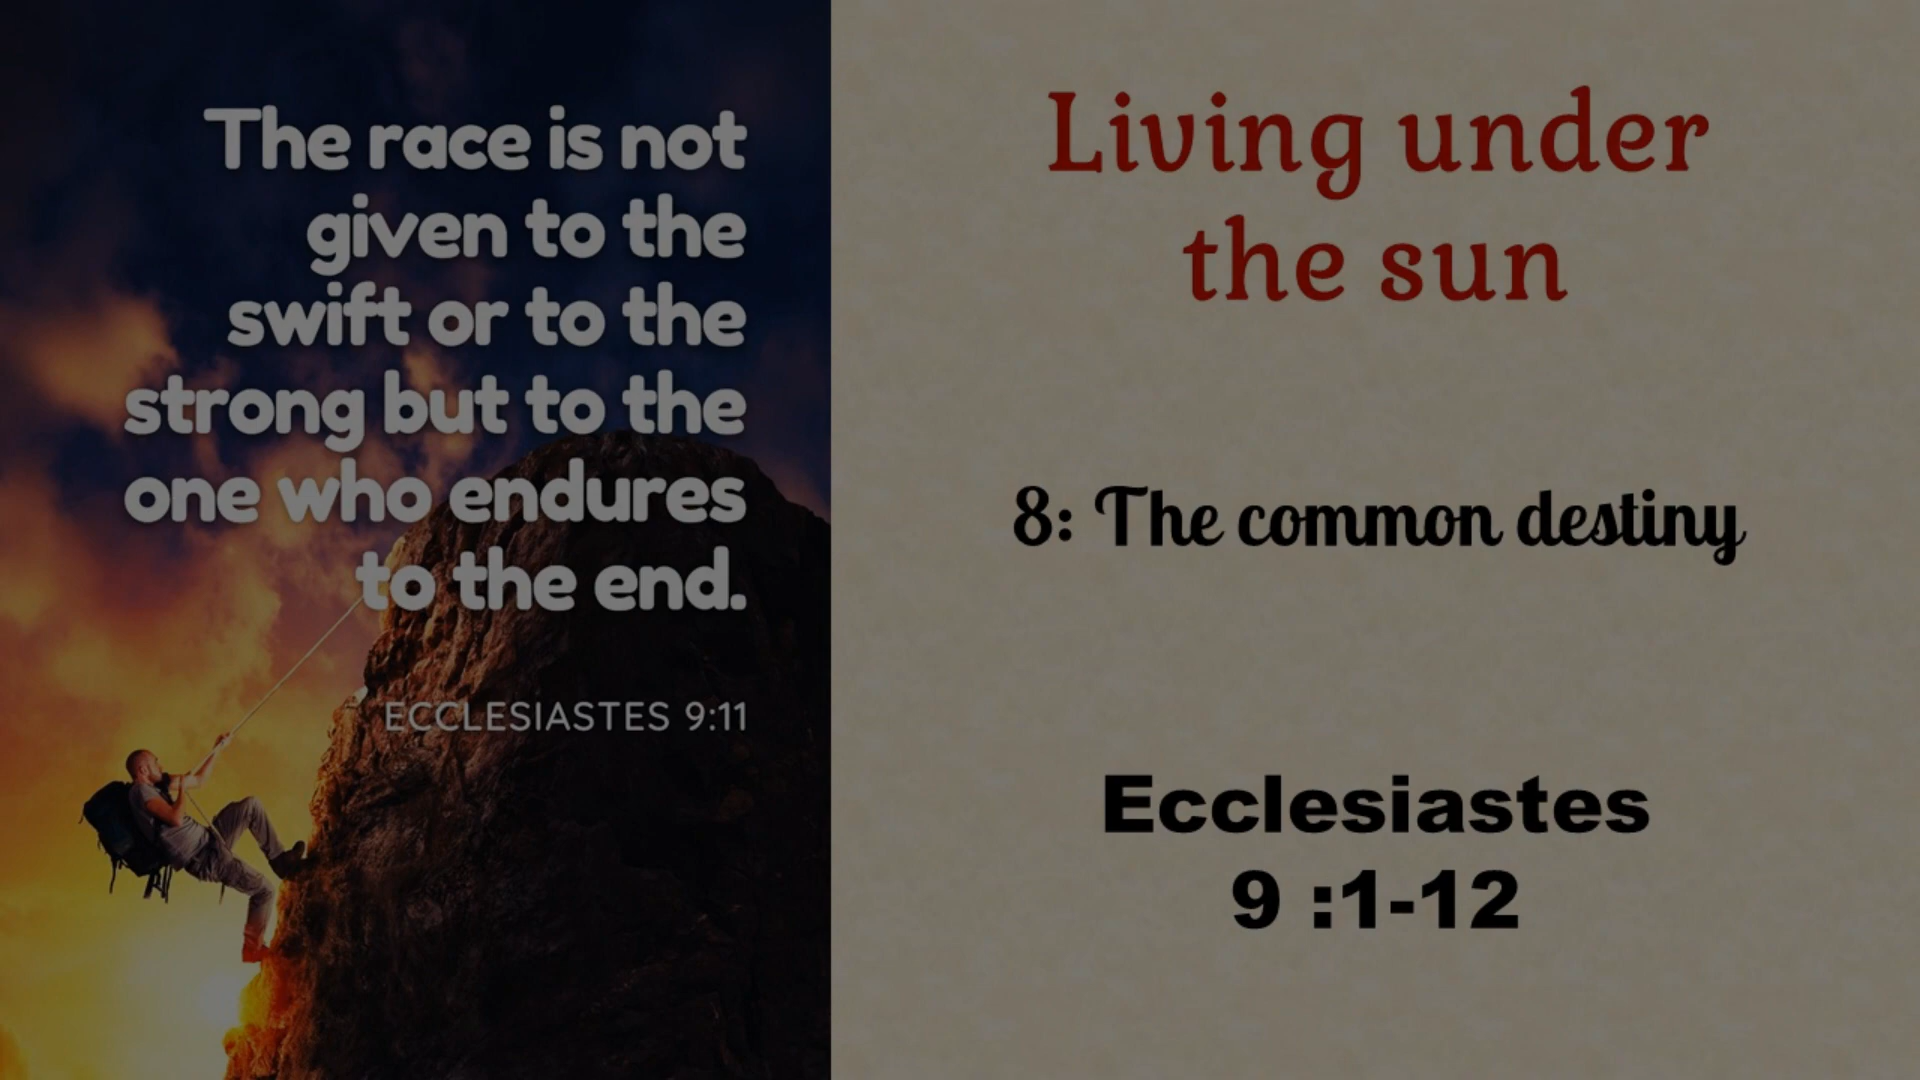 The race is not
given to the
swift or to the
strong but to the
one who endures
to the end.
ECCLESIASTES 9:11
Living under
the sun
8: The common destiny
Ecclesiastes
9 :1-12